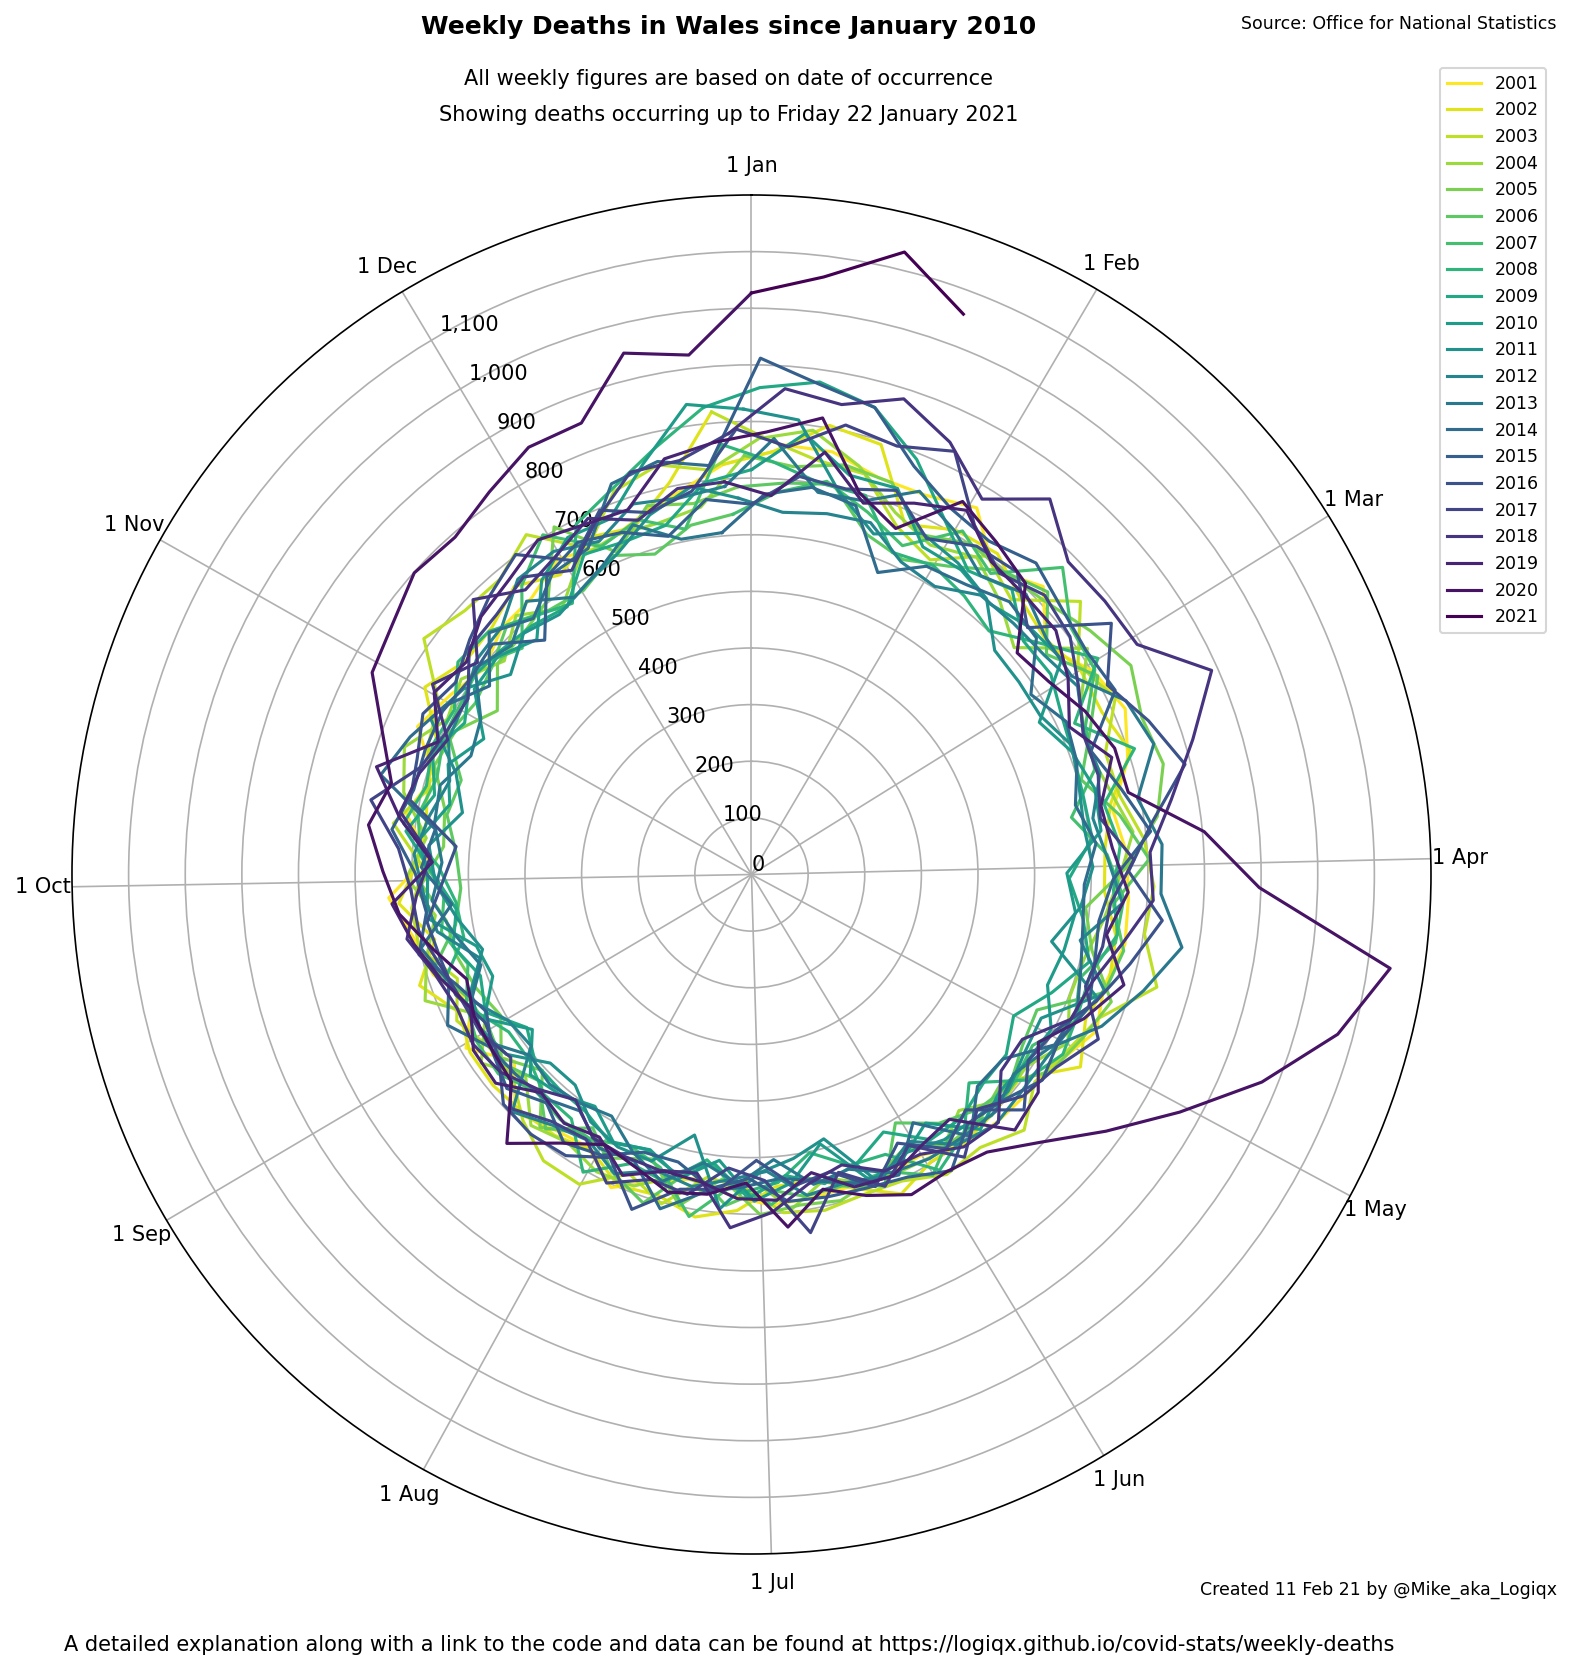 Weekly Deaths in Wales since January 2010
Source: Office for National Statistics
All weekly figures are based on date of occurrence
Showing deaths occurring up to Friday 22 January 2021
2001
2002
2003
2004
2005
2006
2007
2008
2009
2010
2011
2012
2013
2014
2015
2016
2017
2018
2019
2020
2021
1 Jan
1 Feb
1 Mar
1 Apr
1 May
1 Jun
1 Jul
1 Aug
1 Sep
1 Oct
1 Nov
1 Dec
1,100
1,000
900
800
700
600
500
400
300
200
100
0
Created 11 Feb 21 by @Mike_aka_Logiqx
A detailed explanation along with a link to the code and data can be found at https://logiqx.github.io/covid-stats/weekly-deaths